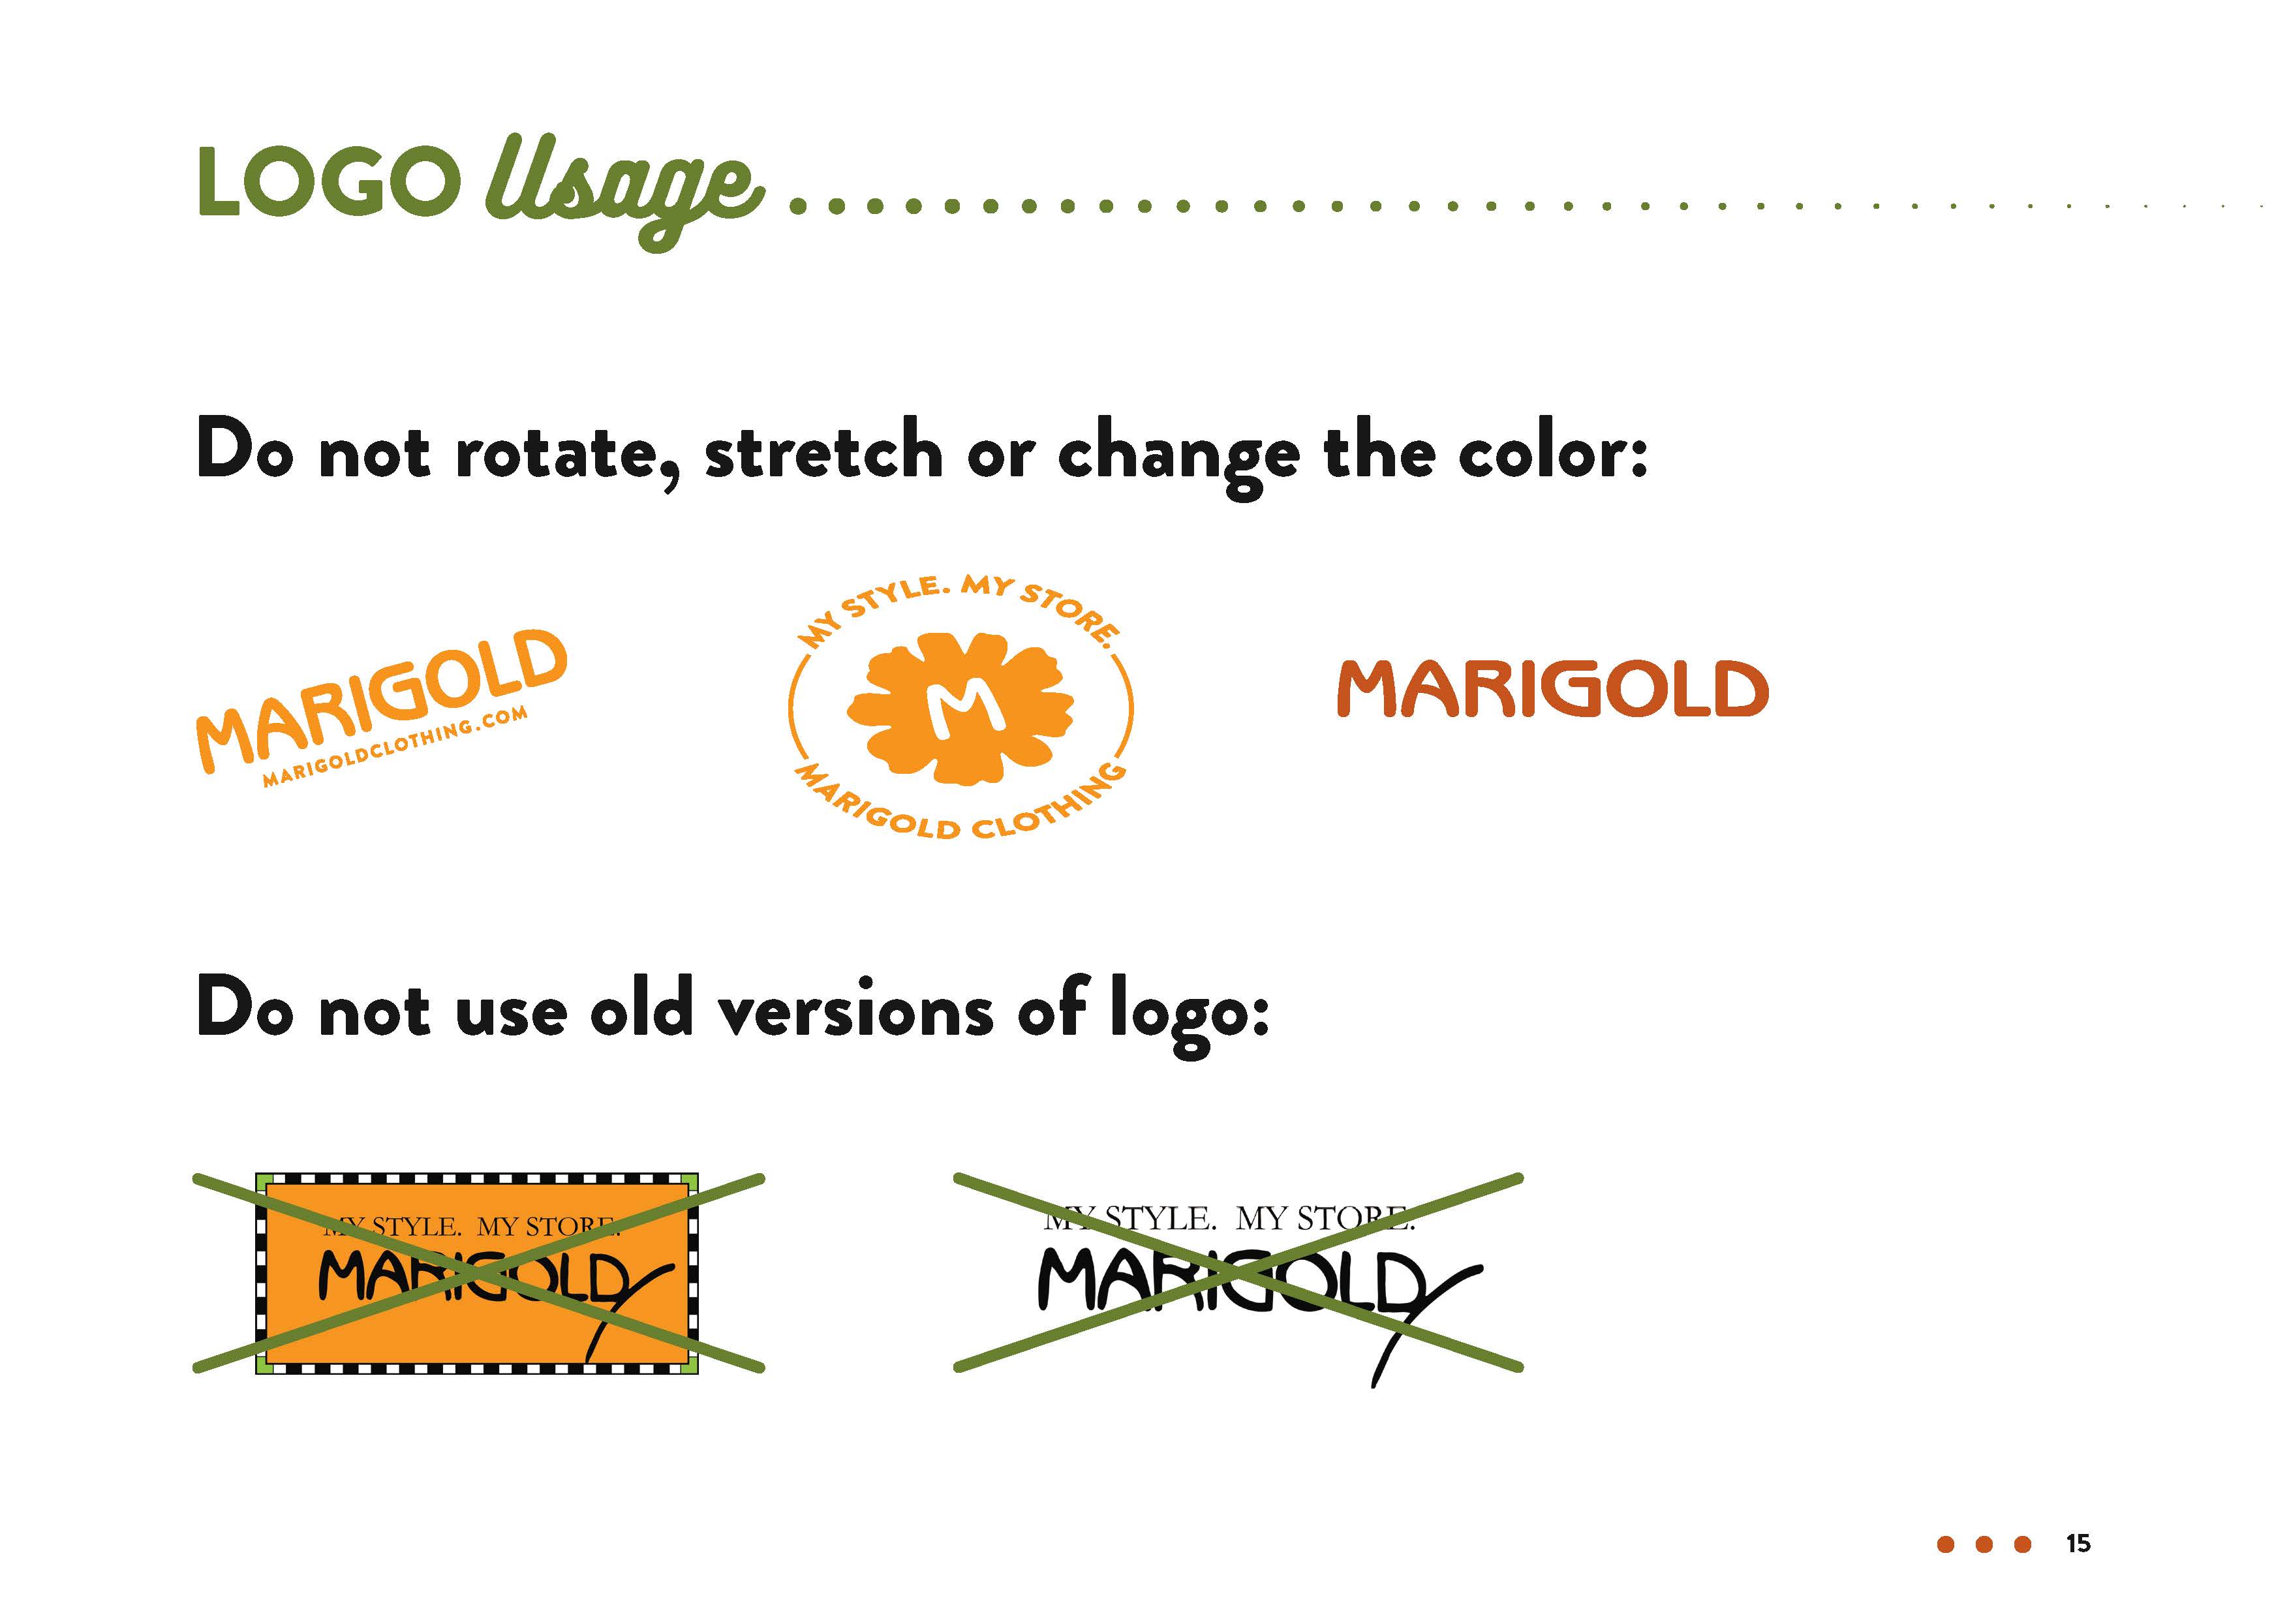 LOGO Usage
Do not rotate, stretch or change the color:
MARIGOLD
MARIGOLDCLOTHING.COM
MY STYLE. MY STORE.
M
MARIGOLD CLOTHING
MARIGOLD
Do not use old versions of logo:
MY STYLE. MY STORE.
MARIGOLD
MY STYLE. MY STORE.
MARIGOLD
15